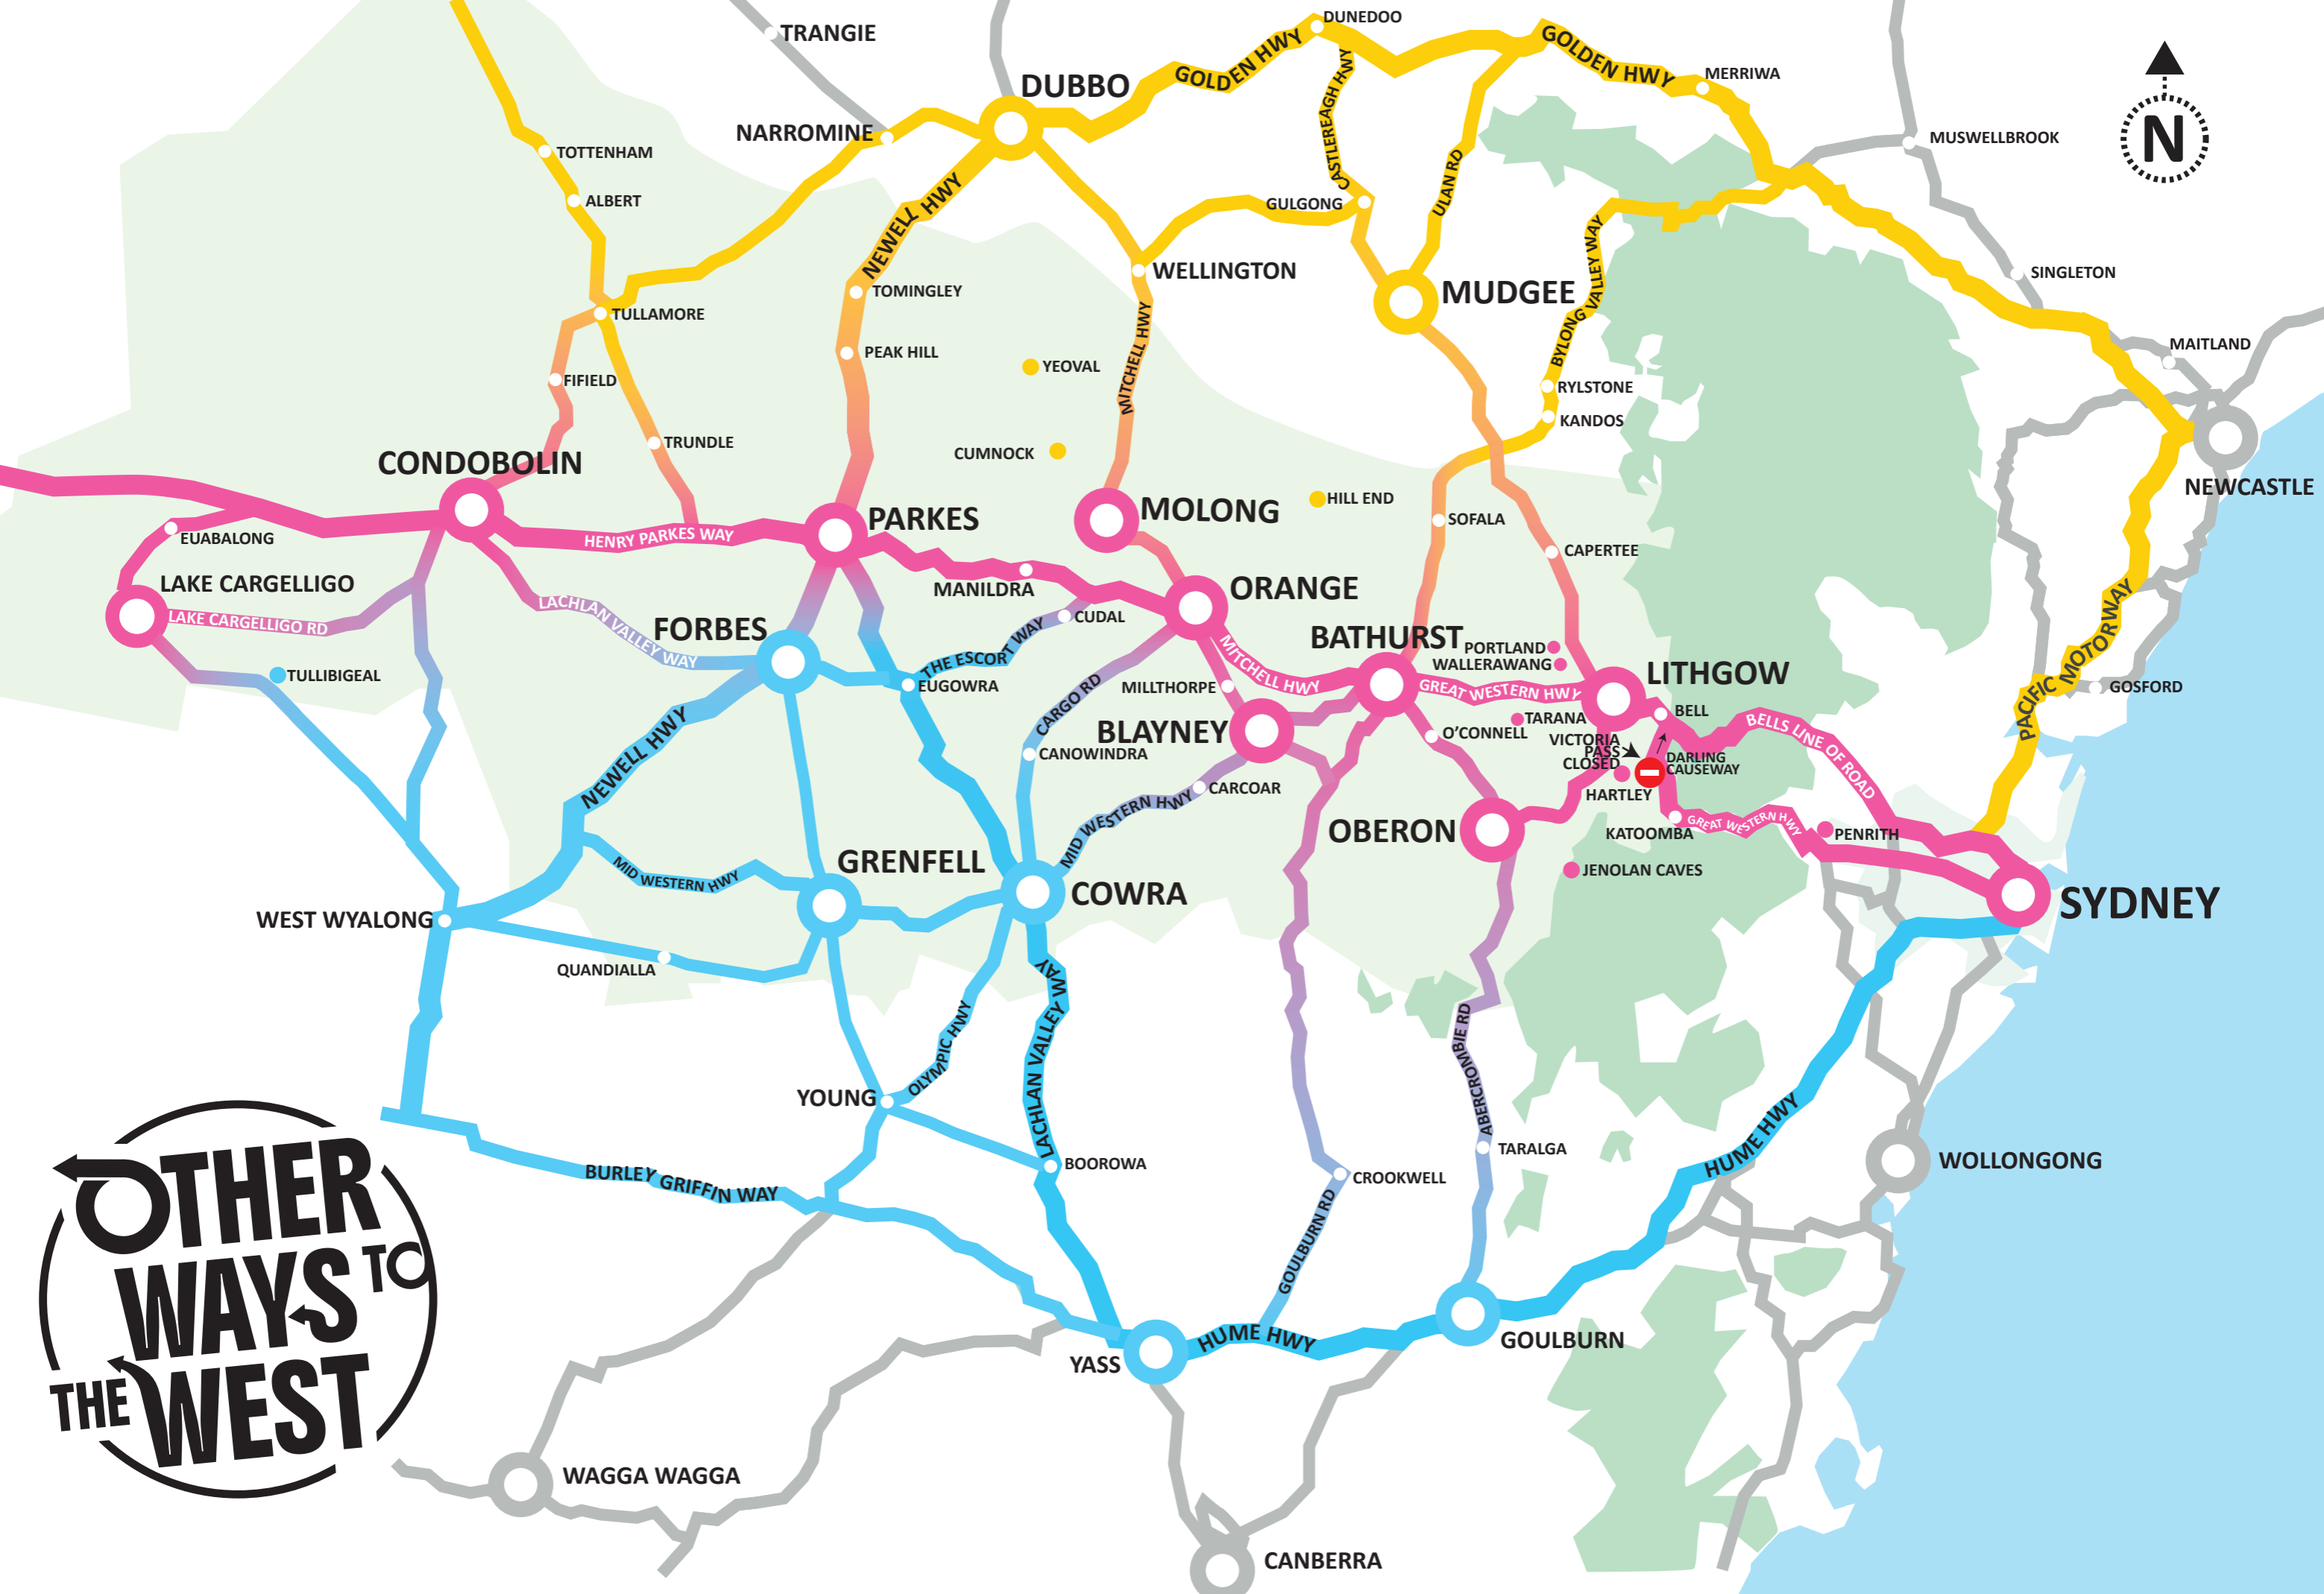 TRANGIE
DUNEDOO
GOLDEN HWY
GOLDEN HWY
MERRIWA
DUBBO
NARROMINE
CASTLEREAGH HWY
MUSWELLBROOK
N
TOTTENHAM
ALBERT
NEWELL HWY
ULAN RD
GULGONG
BYLONG VALLEY WAY
WELLINGTON
SINGLETON
TOMINGLEY
MUDGEE
TULLAMORE
MITCHELL HWY
PEAK HILL
YEOVAL
MAITLAND
FIFIELD
RYLSTONE
KANDOS
TRUNDLE
CUMNOCK
CONDOBOLIN
NEWCASTLE
HILL END
PARKES
MOLONG
SOFALA
EUABALONG
HENRY PARKES WAY
CAPERTEE
LAKE CARGELLIGO
MANILDRA
ORANGE
LACHLAN VALLEY WAY
LAKE CARGELLIGO RD
CUDAL
FORBES
THE ESCORT WAY
BATHURST
PORTLAND
WALLERAWANG
MITCHELL HWY
LITHGOW
PACIFIC MOTORWAY
TULLIBIGEAL
EUGOWRA
MILLTHORPE
GREAT WESTERN HWY
GOSFORD
CARGO RD
BELL
TARANA
BELLS LINE OF ROAD
BLAYNEY
O'CONNELL
VICTORIA
PASS
CLOSED
DARLING
CAUSEWAY
CANOWINDRA
NEWELL HWY
CARCOAR
HARTLEY
MID WESTERN HWY
OBERON
KATOOMBA
GREAT WESTERN HWY
PENRITH
GRENFELL
MID WESTERN HWY
JENOLAN CAVES
COWRA
SYDNEY
WEST WYALONG
QUANDIALLA
LACHLAN VALLEY WAY
OLYMPIC HWY
ABERCROMBIE RD
YOUNG
HUME HWY
TARALGA
BOOROWA
WOLLONGONG
CROOKWELL
BURLEY GRIFFIN WAY
GOULBURN RD
OTHER
WAYS TO
THE WEST
HUME HWY
GOULBURN
YASS
WAGGA WAGGA
CANBERRA